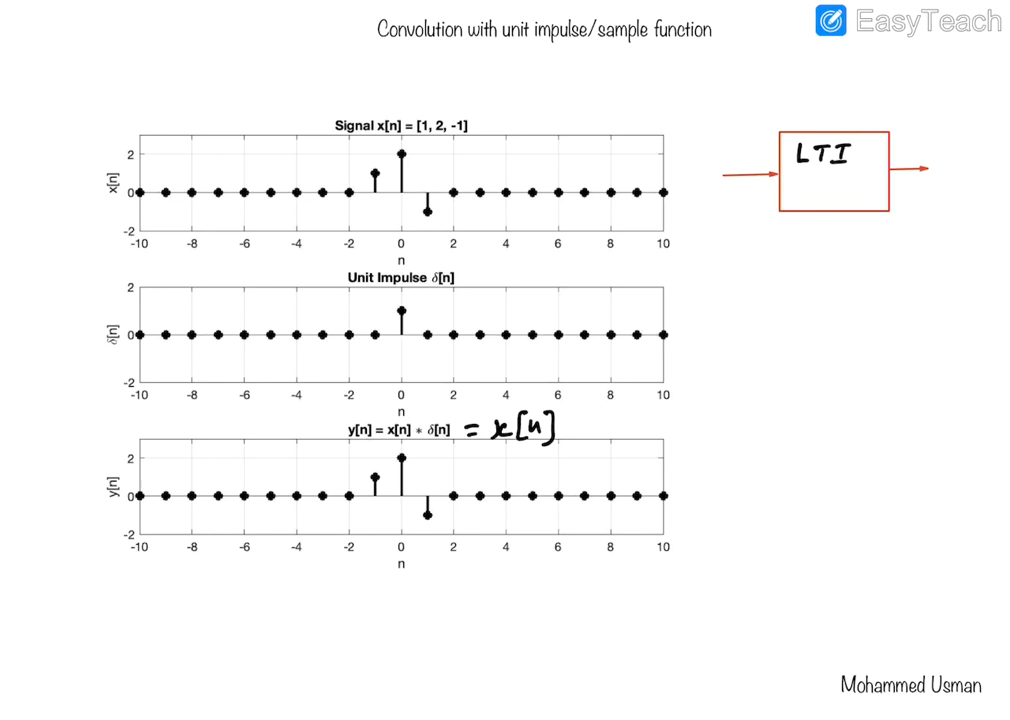 EasyTeach
Convolution with unit impulse/sample function
Signal x[n] = [1, 2, -1]
x[n]
2
0
-2
-10 -8 -6 -4 -2 0 2 4 6 8 10
n
LTI
Unit Impulse δ[n]
δ[n]
2
0
-2
-10 -8 -6 -4 -2 0 2 4 6 8 10
n
y[n] = x[n] * δ[n] = x[n]
y[n]
2
0
-2
-10 -8 -6 -4 -2 0 2 4 6 8 10
n
Mohammed Usman